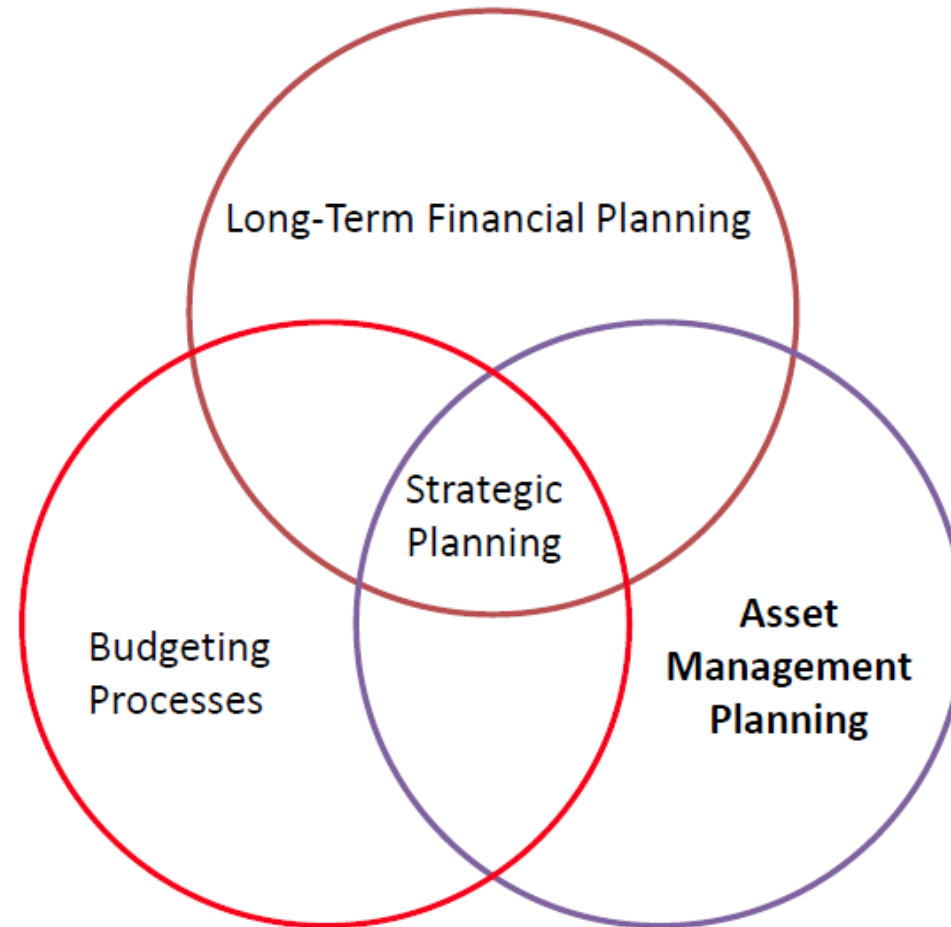 Long-Term Financial Planning
Strategic
Planning
Budgeting
Processes
Asset
Management
Planning